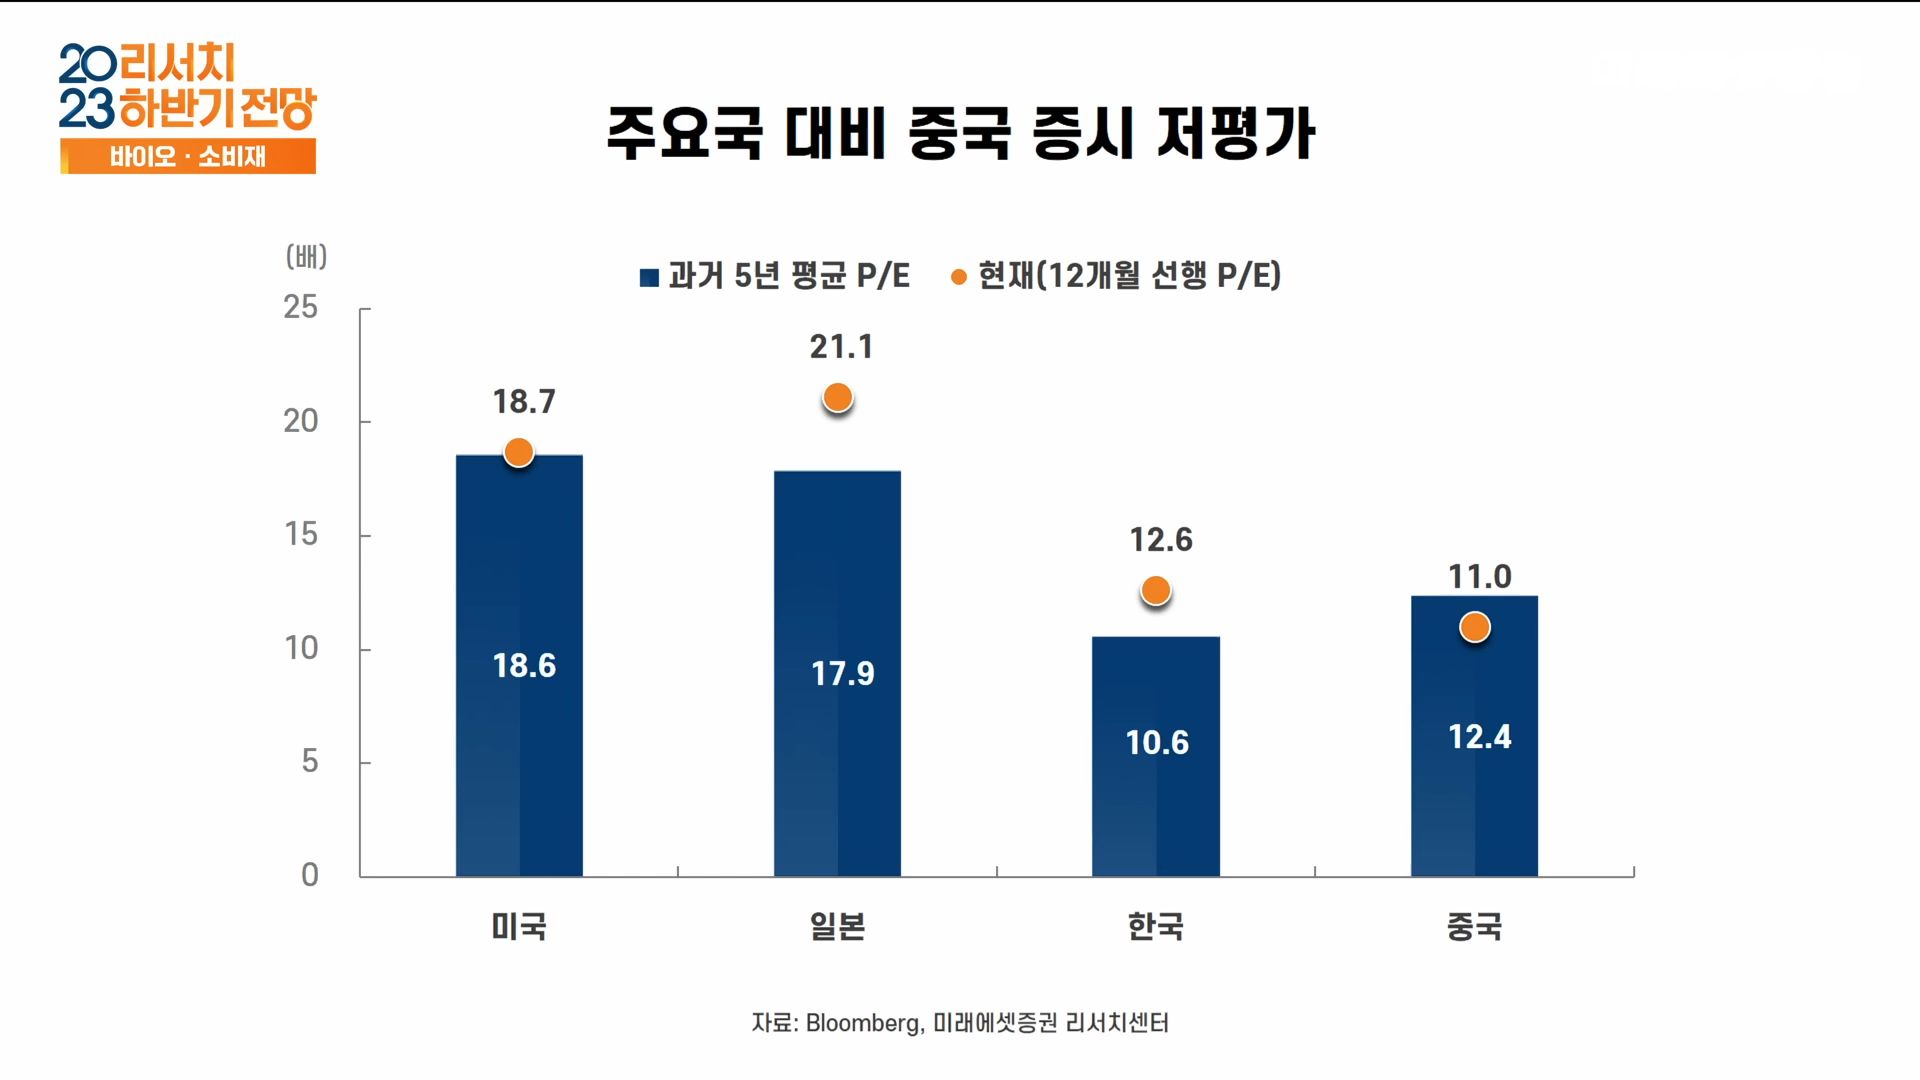 2023 리서치 하반기 전망
바이오 · 소비재
주요국 대비 중국 증시 저평가
(배)
과거 5년 평균 P/E
현재(12개월 선행 P/E)
25
20
15
10
5
0
18.7
18.6
21.1
17.9
12.6
10.6
11.0
12.4
미국
일본
한국
중국
자료: Bloomberg, 미래에셋증권 리서치센터